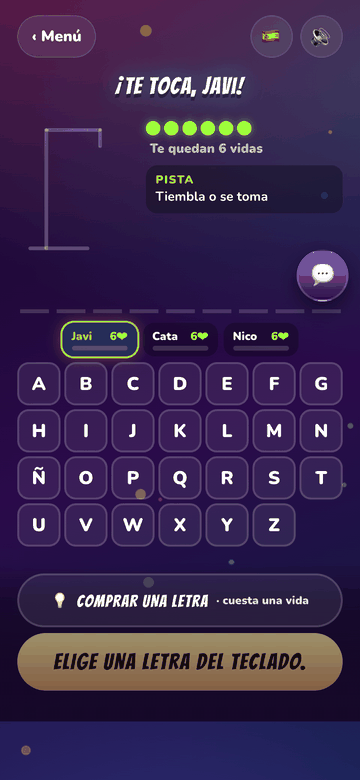 ‹ Menú
¡TE TOCA, JAVI!
Te quedan 6 vidas
PISTA
Tiembla o se toma
Javi 6 Cata 6 Nico 6
A B C D E F G
H I J K L M N
Ñ O P Q R S T
U V W X Y Z
COMPRAR UNA LETRA · cuesta una vida
ELIGE UNA LETRA DEL TECLADO.